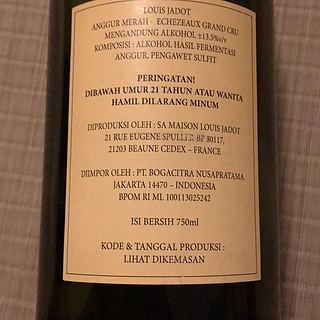 LOUIS JADOT
ANGGUR MERAH - ECHEZEAUX GRAND CRU
MENGANDUNG ALKOHOL ±13.5%v/v
KOMPOSISI : ALKOHOL HASIL FERMENTASI
ANGGUR, PENGAWET SULFIT
PERINGATAN!
DIBAWAH UMUR 21 TAHUN ATAU WANITA
HAMIL DILARANG MINUM
DIPRODUKSI OLEH : SA MAISON LOUIS JADOT
21 RUE EUGENE SPULLER BP 80117,
21203 BEAUNE CEDEX – FRANCE
DIIMPOR OLEH : PT. BOGACITRA NUSAPRATAMA,
JAKARTA 14470 – INDONESIA
BPOM RI ML 100113025242
ISI BERSIH 750ml
KODE & TANGGAL PRODUKSI :
LIHAT DIKEMASAN